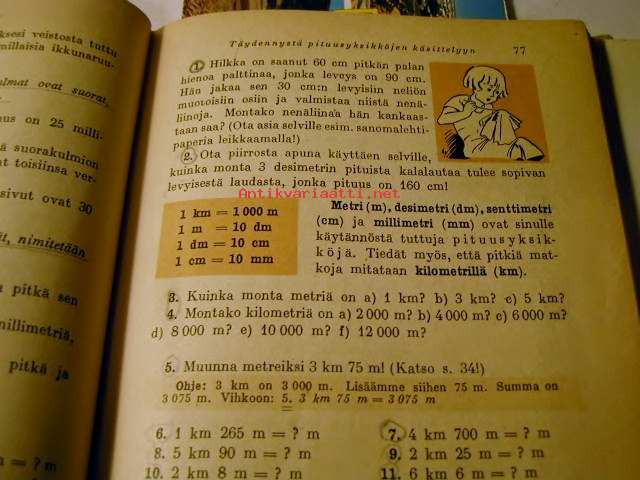 ksesi veistosta tuttu
millaisia ikkunaruu-
ulmat ovat suorat,
us on 25 milli-
ä suorakulmion
at toisiinsa ver-
sivut ovat 30
ät, nimitetään
pitkä sen
millimetriä,
pitkä ja
= ? m
= ? m
Täydennystä pituusyksikköjen käsittelyyn 77
1. Hilkka on saanut 60 cm pitkän palan
hienoa palttinaa, jonka leveys on 90 cm.
Hän jakaa sen 30 cm:n levyisiin neliön
muotoisiin osiin ja valmistaa niistä nenä-
liinoja. Montako nenäliinaa hän kankaas-
taan saa? (Ota asia selville esim. sanomalehti-
paperia leikkaamalla!)
2. Ota piirrosta apuna käyttäen selville,
kuinka monta 3 desimetrin pituista kalalautaa tulee sopivan
levyisestä laudasta, jonka pituus on 160 cm!
Antikvariaatti.net
1 km = 1 000 m
1 m = 10 dm
1 dm = 10 cm
1 cm = 10 mm
Metri (m), desimetri (dm), senttimetri
(cm) ja millimetri (mm) ovat sinulle
käytännöstä tuttuja pituusyksik-
köjä. Tiedät myös, että pitkiä mat-
koja mitataan kilometrillä (km).
3. Kuinka monta metriä on a) 1 km? b) 3 km? c) 5 km?
4. Montako kilometriä on a) 2 000 m? b) 4 000 m? c) 6 000 m?
d) 8 000 m? e) 10 000 m? f) 12 000 m?
5. Muunna metreiksi 3 km 75 m! (Katso s. 34!)
Ohje: 3 km on 3 000 m. Lisäämme siihen 75 m. Summa on
3 075 m. Vihkoon: 5. 3 km 75 m = 3 075 m
6. 1 km 265 m = ? m 7. 4 km 700 m = ? m
8. 5 km 90 m = ? m 9. 2 km 25 m = ? m
10. 2 km 8 m = ? m 11. 6 km 6 m = ? m